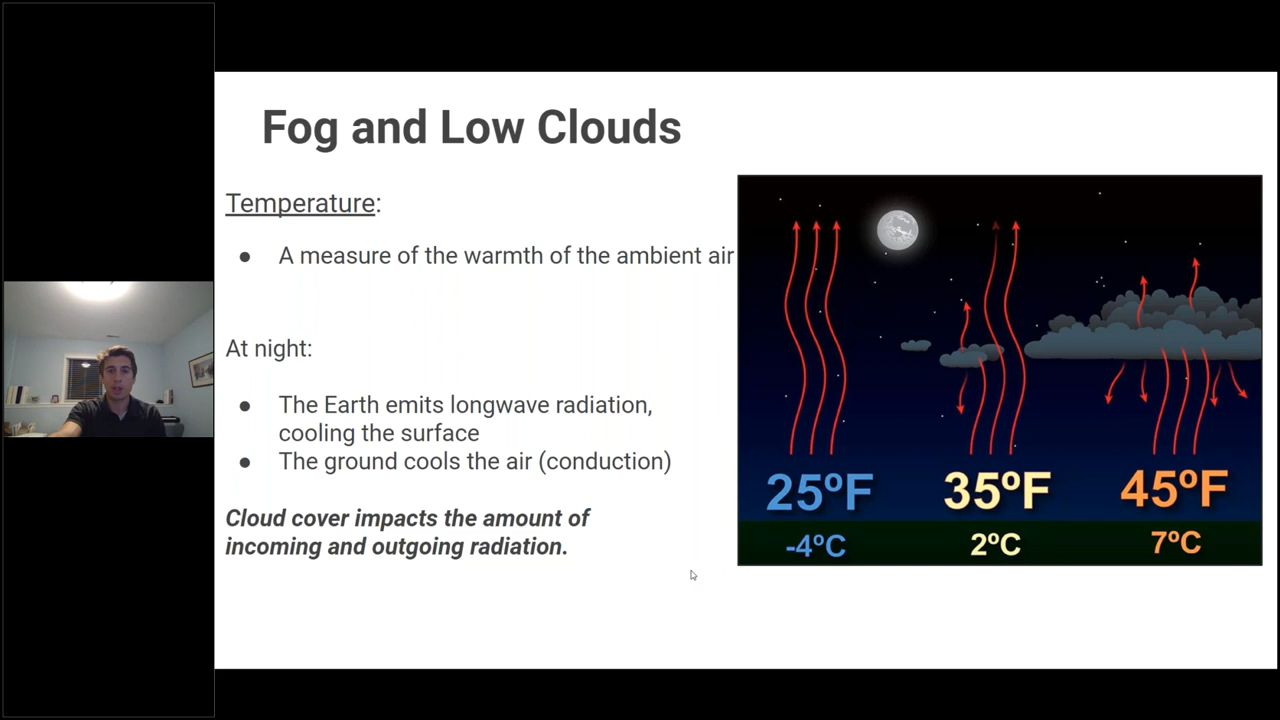 Fog and Low Clouds
Temperature:
● A measure of the warmth of the ambient air
At night:
● The Earth emits longwave radiation,
cooling the surface
● The ground cools the air (conduction)
Cloud cover impacts the amount of
incoming and outgoing radiation.
25ºF 35ºF 45ºF
-4ºC 2ºC 7ºC